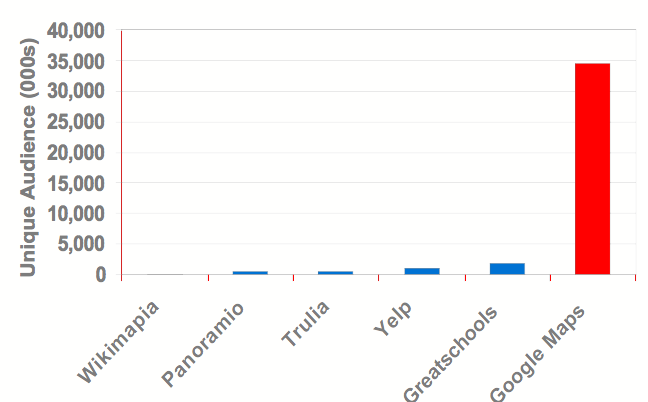 Unique Audience (000s)
40,000
35,000
30,000
25,000
20,000
15,000
10,000
5,000
0
Wikimapia
Panoramio
Trulia
Yelp
Greatschools
Google Maps